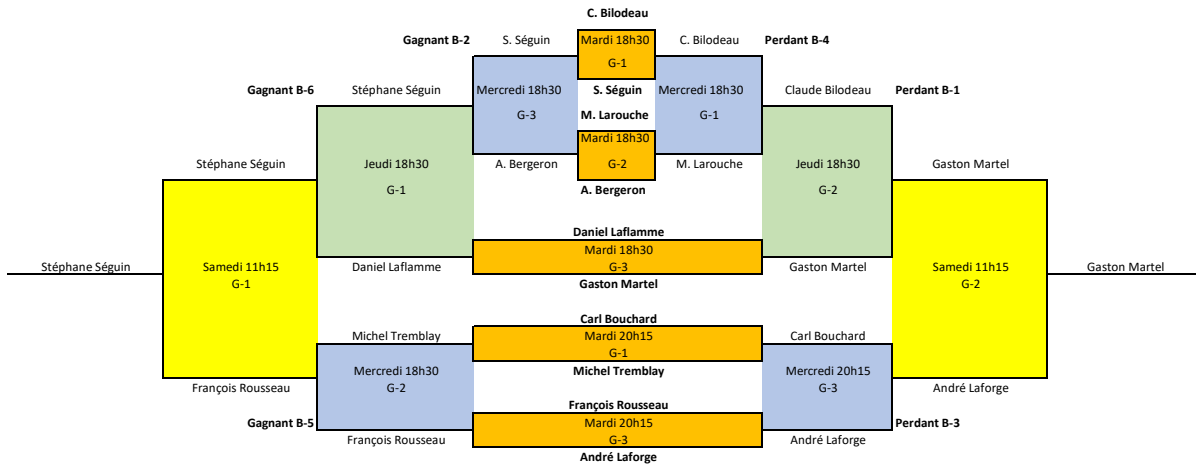 C. Bilodeau
Gagnant B-2 S. Séguin Mardi 18h30 C. Bilodeau Perdant B-4
G-1
Gagnant B-6 Stéphane Séguin Mercredi 18h30 S. Séguin Mercredi 18h30 Claude Bilodeau Perdant B-1
G-3 M. Larouche G-1
Mardi 18h30
Stéphane Séguin Jeudi 18h30 A. Bergeron G-2 M. Larouche Jeudi 18h30 Gaston Martel
G-1 A. Bergeron G-2
Daniel Laflamme
Mardi 18h30
Stéphane Séguin Samedi 11h15 Daniel Laflamme G-3 Gaston Martel Samedi 11h15 Gaston Martel
G-1 Gaston Martel G-2
Carl Bouchard
Michel Tremblay Mardi 20h15 Carl Bouchard
G-1
Mercredi 18h30 Michel Tremblay Mercredi 20h15
François Rousseau G-2 G-3 André Laforge
François Rousseau
Gagnant B-5 Mardi 20h15 Perdant B-3
François Rousseau G-3 André Laforge
André Laforge